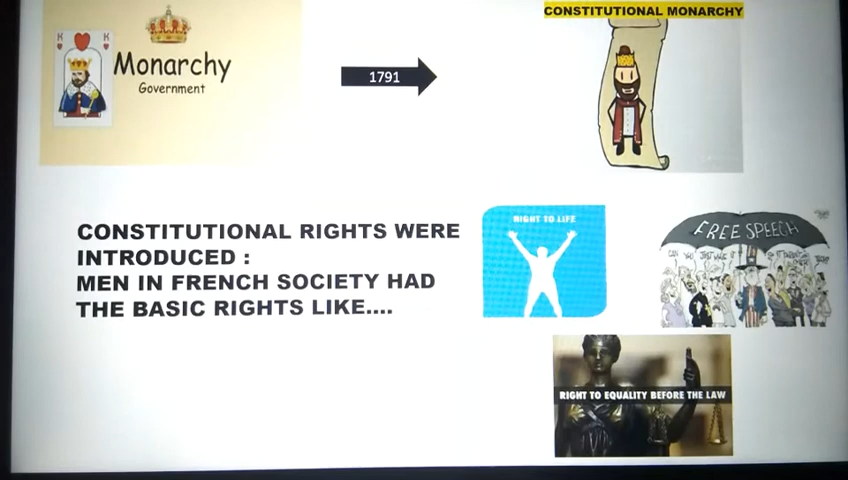 CONSTITUTIONAL MONARCHY
K
K
Monarchy
Government
1791
CONSTITUTIONAL RIGHTS WERE
INTRODUCED :
MEN IN FRENCH SOCIETY HAD
THE BASIC RIGHTS LIKE....
RIGHT TO LIFE
FREE SPEECH
RIGHT TO EQUALITY BEFORE THE LAW